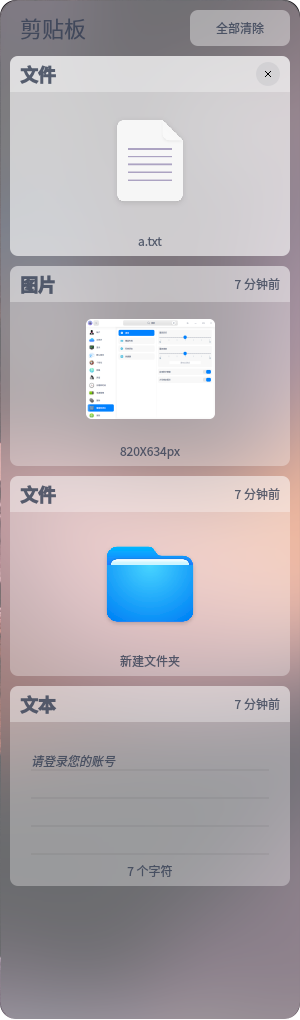 剪贴板
全部清除
文件
a.txt
图片
7 分钟前
820X634px
文件
7 分钟前
新建文件夹
文本
7 分钟前
请登录您的账号
7 个字符